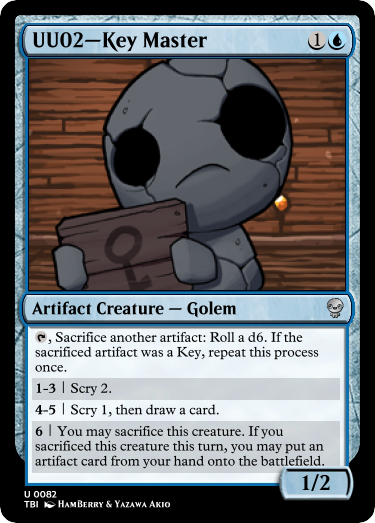 UU02—Key Master 1
Artifact Creature — Golem
, Sacrifice another artifact: Roll a d6. If the
sacrificed artifact was a Key, repeat this process
once.
1-3 | Scry 2.
4-5 | Scry 1, then draw a card.
6 | You may sacrifice this creature. If you
sacrificed this creature this turn, you may put an
artifact card from your hand onto the battlefield.
1/2
U 0082
TBI HamBerry & Yazawa Akio